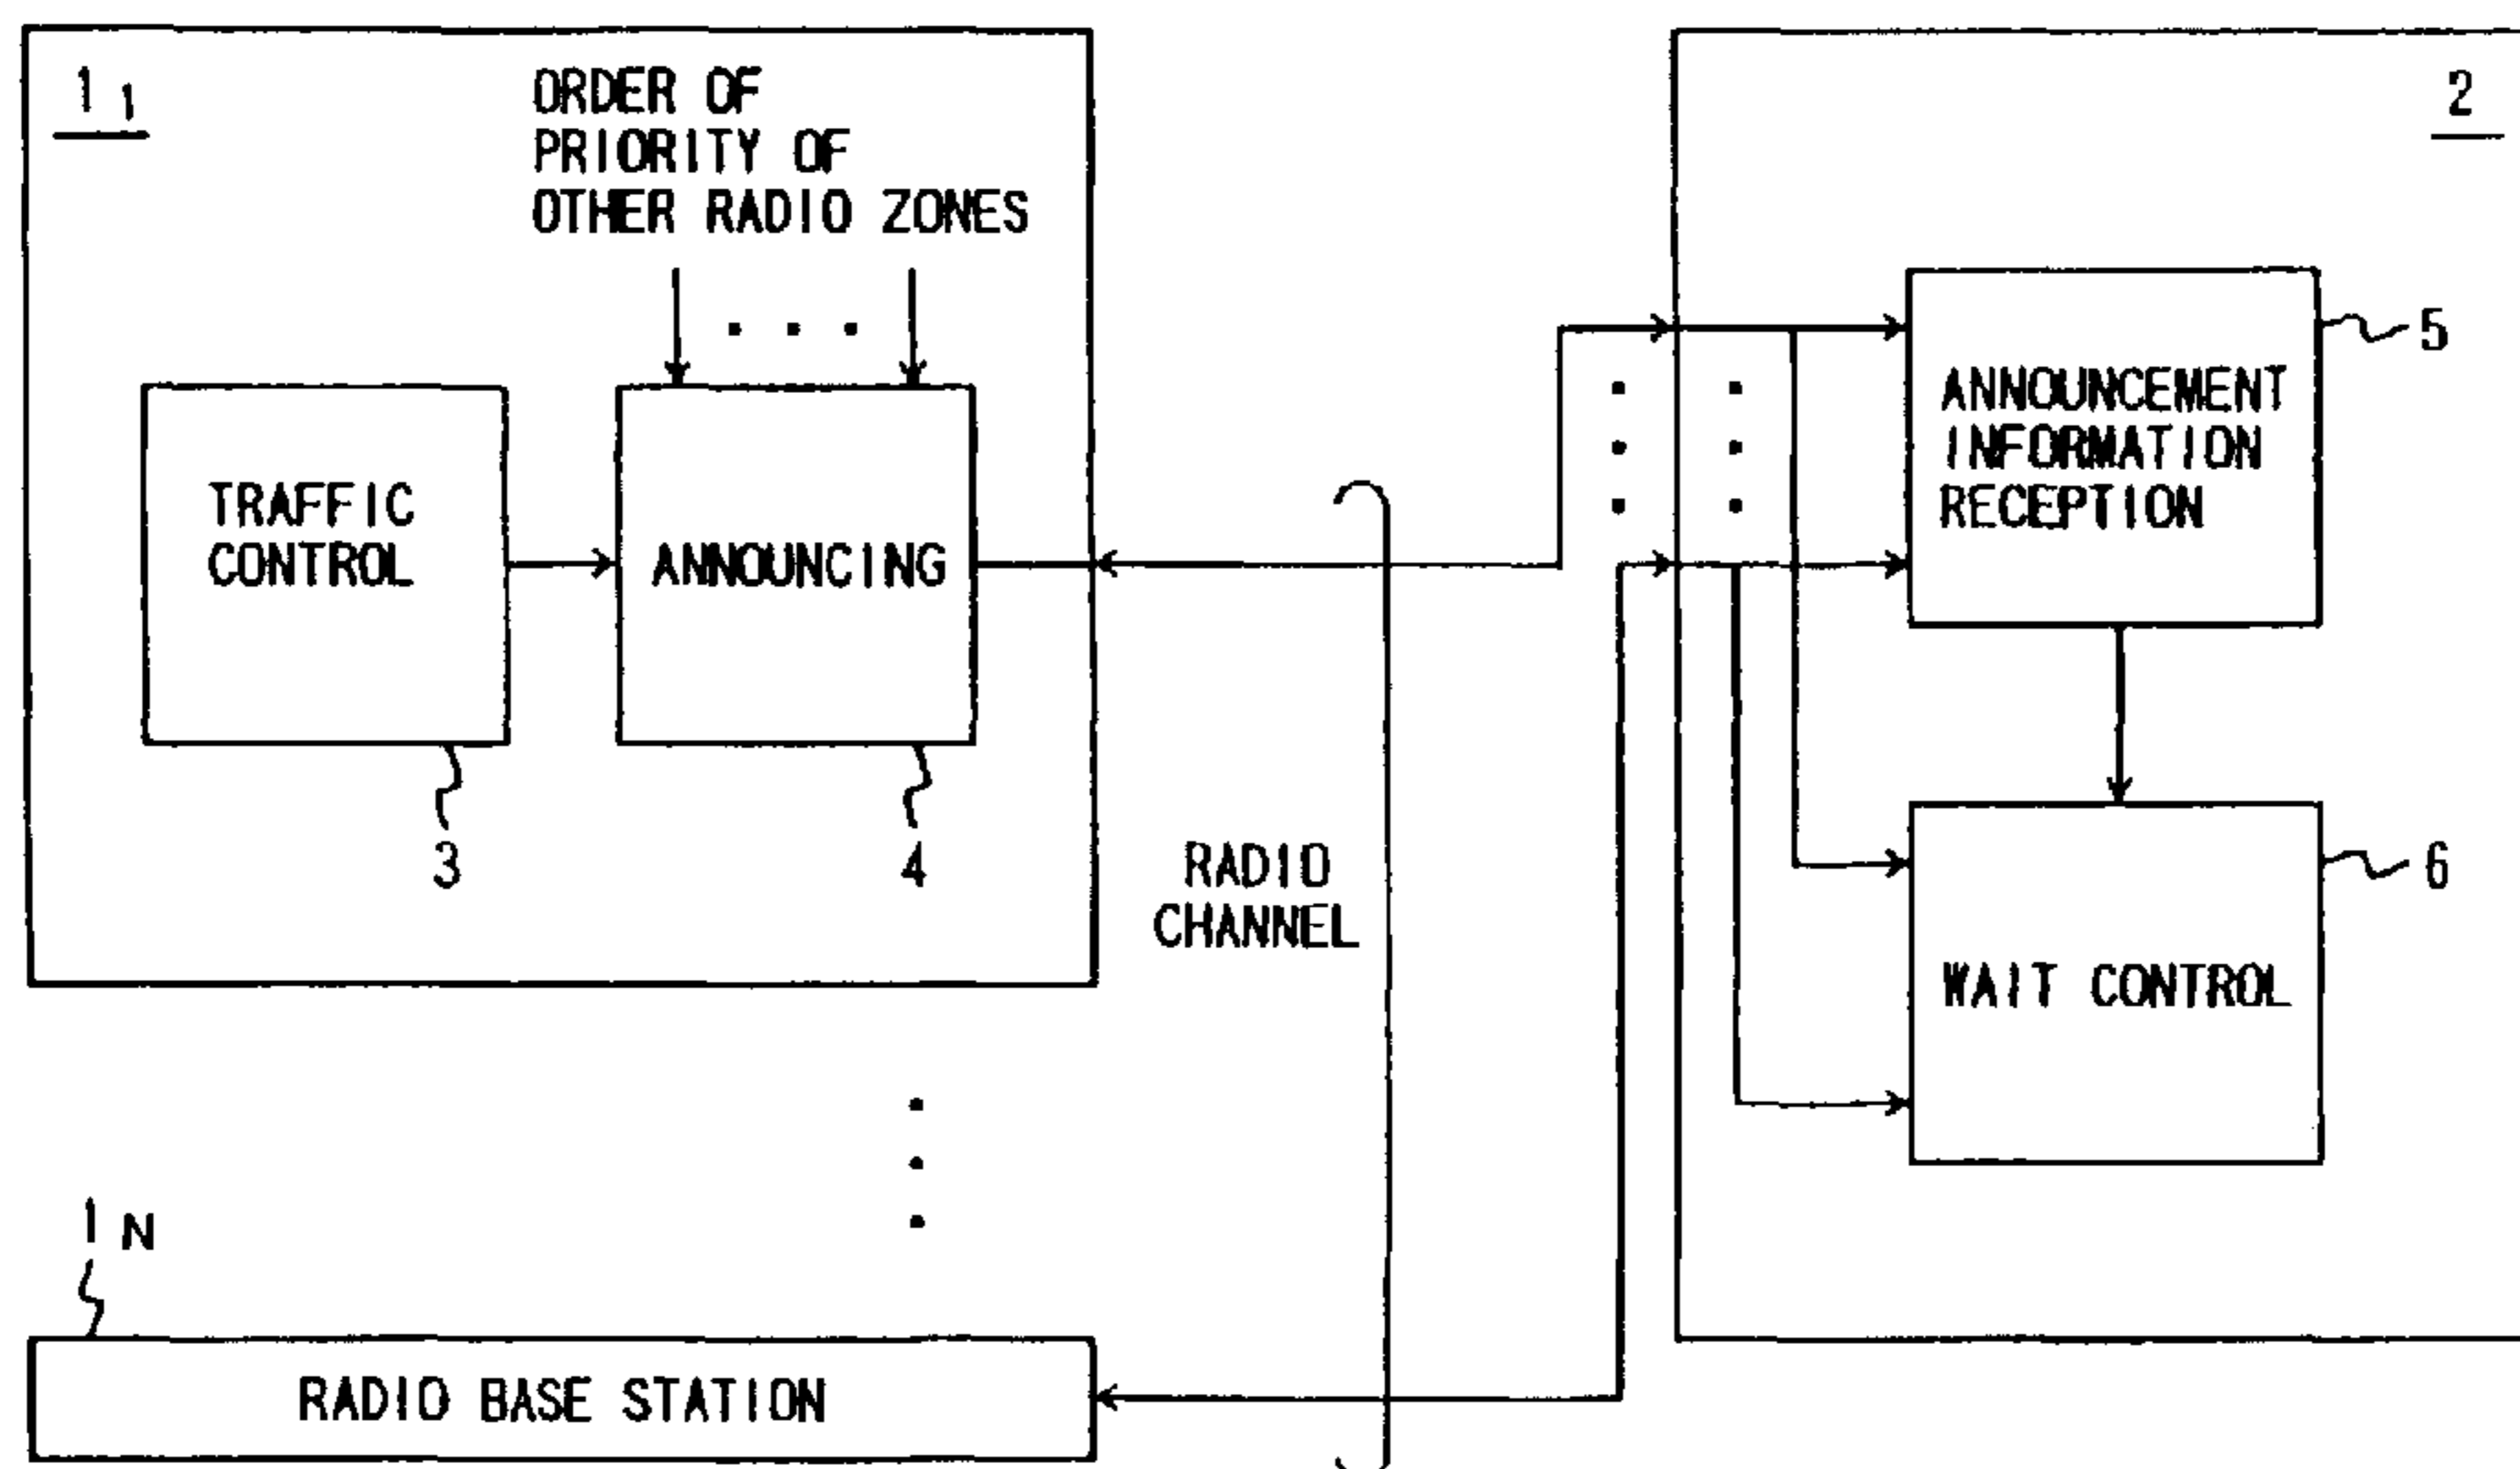 1 1
ORDER OF
PRIORITY OF
OTHER RADIO ZONES
TRAFFIC
CONTROL
ANNOUNCING
3
4
RADIO
CHANNEL
2
ANNOUNCEMENT
INFORMATION
RECEPTION
5
WAIT CONTROL
6
1 N
RADIO BASE STATION